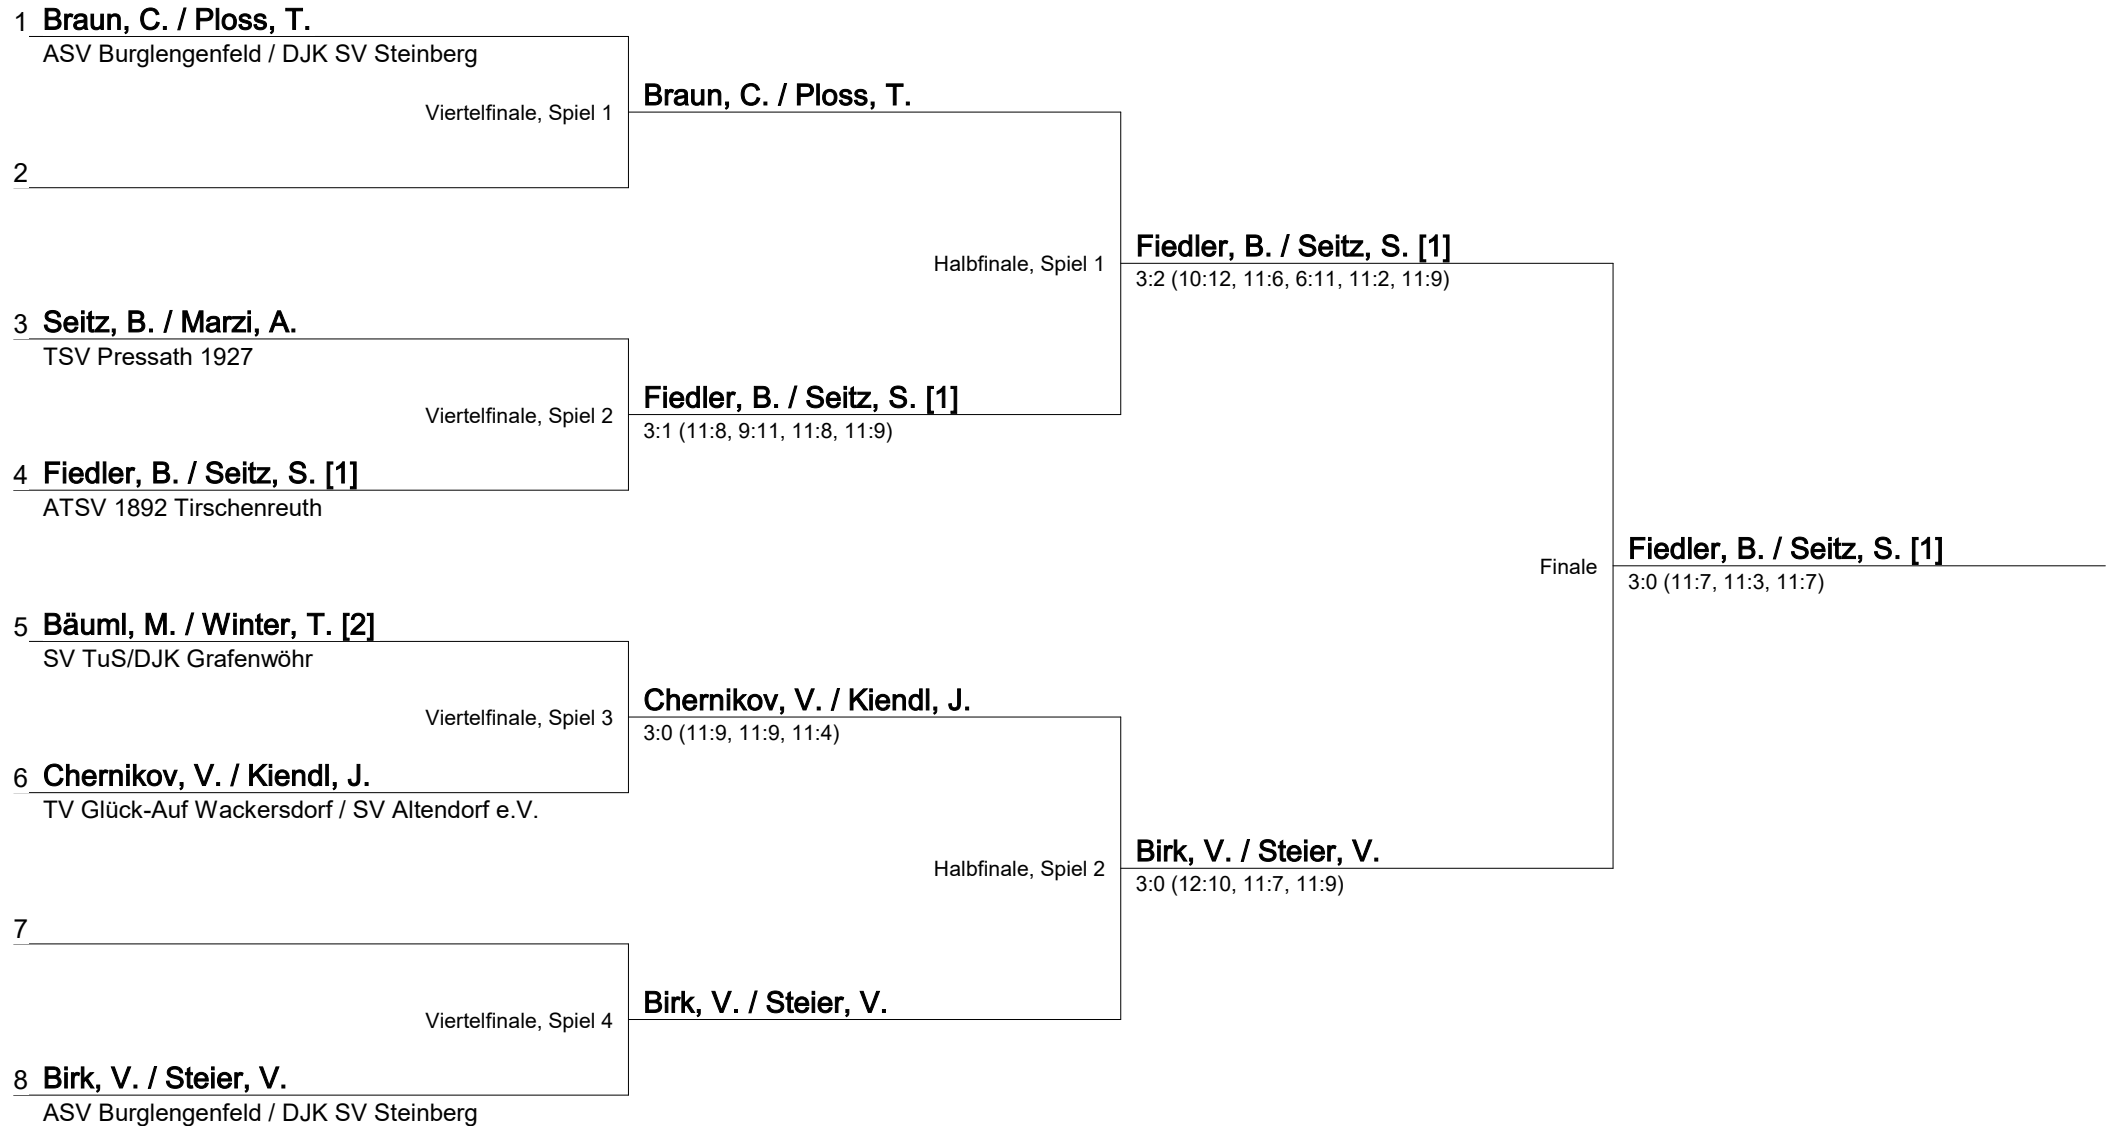 1 Braun, C. / Ploss, T.
ASV Burglengenfeld / DJK SV Steinberg
Viertelfinale, Spiel 1
Braun, C. / Ploss, T.
2
Halbfinale, Spiel 1
Fiedler, B. / Seitz, S. [1]
3:2 (10:12, 11:6, 6:11, 11:2, 11:9)
3 Seitz, B. / Marzi, A.
TSV Pressath 1927
Viertelfinale, Spiel 2
Fiedler, B. / Seitz, S. [1]
3:1 (11:8, 9:11, 11:8, 11:9)
4 Fiedler, B. / Seitz, S. [1]
ATSV 1892 Tirschenreuth
Finale
Fiedler, B. / Seitz, S. [1]
3:0 (11:7, 11:3, 11:7)
5 Bäuml, M. / Winter, T. [2]
SV TuS/DJK Grafenwöhr
Viertelfinale, Spiel 3
Chernikov, V. / Kiendl, J.
3:0 (11:9, 11:9, 11:4)
6 Chernikov, V. / Kiendl, J.
TV Glück-Auf Wackersdorf / SV Altendorf e.V.
Halbfinale, Spiel 2
Birk, V. / Steier, V.
3:0 (12:10, 11:7, 11:9)
7
Viertelfinale, Spiel 4
Birk, V. / Steier, V.
8 Birk, V. / Steier, V.
ASV Burglengenfeld / DJK SV Steinberg